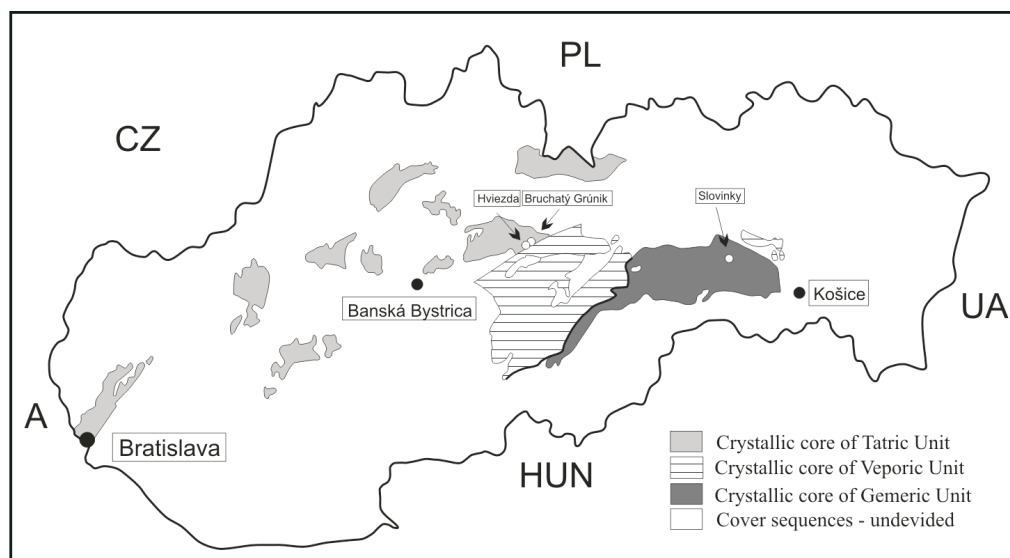 PL
CZ
Hviezda
Bruchatý Grúnik
Slovinky
Banská Bystrica
Košice
UA
A
Bratislava
HUN
Crystallic core of Tatric Unit
Crystallic core of Veporic Unit
Crystallic core of Gemeric Unit
Cover sequences - undevided